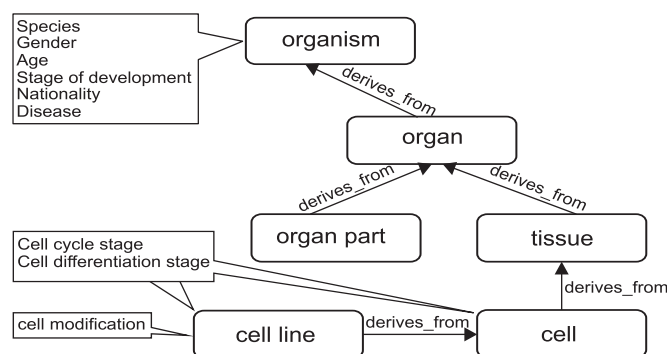 Species
Gender
Age
Stage of development
Nationality
Disease
organism
derives_from
organ
derives_from
derives_from
organ part
tissue
Cell cycle stage
Cell differentiation stage
derives_from
cell modification
cell line
derives_from
cell